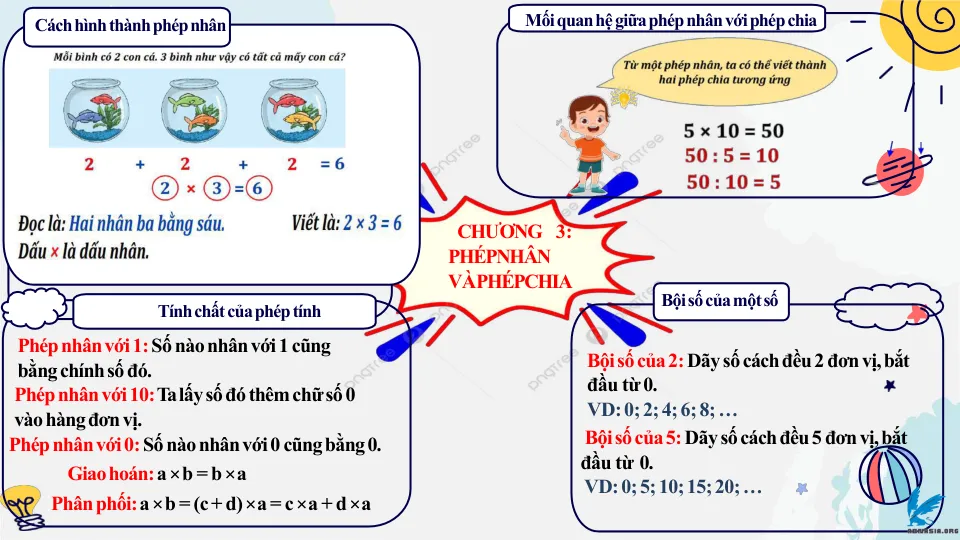 Cách hình thành phép nhân
Mỗi bình có 2 con cá. 3 bình như vậy có tất cả mấy con cá?
2 + 2 + 2 = 6
2 × 3 = 6
Đọc là: Hai nhân ba bằng sáu. Viết là: 2 × 3 = 6
Dấu × là dấu nhân.
Mối quan hệ giữa phép nhân với phép chia
Từ một phép nhân, ta có thể viết thành
hai phép chia tương ứng
5 × 10 = 50
50 : 5 = 10
50 : 10 = 5
CHƯƠNG 3:
PHÉPNHÂN
VÀPHÉPCHIA
Tính chất của phép tính
Phép nhân với 1: Số nào nhân với 1 cũng
bằng chính số đó.
Phép nhân với 10: Ta lấy số đó thêm chữ số 0
vào hàng đơn vị.
Phép nhân với 0: Số nào nhân với 0 cũng bằng 0.
Giao hoán: a × b = b × a
Phân phối: a × b = (c + d) × a = c × a + d × a
Bội số của một số
Bội số của 2: Dãy số cách đều 2 đơn vị, bắt
đầu từ 0.
VD: 0; 2; 4; 6; 8; …
Bội số của 5: Dãy số cách đều 5 đơn vị, bắt
đầu từ 0.
VD: 0; 5; 10; 15; 20; …
pngtree
pngtree
pngtree
pngtree